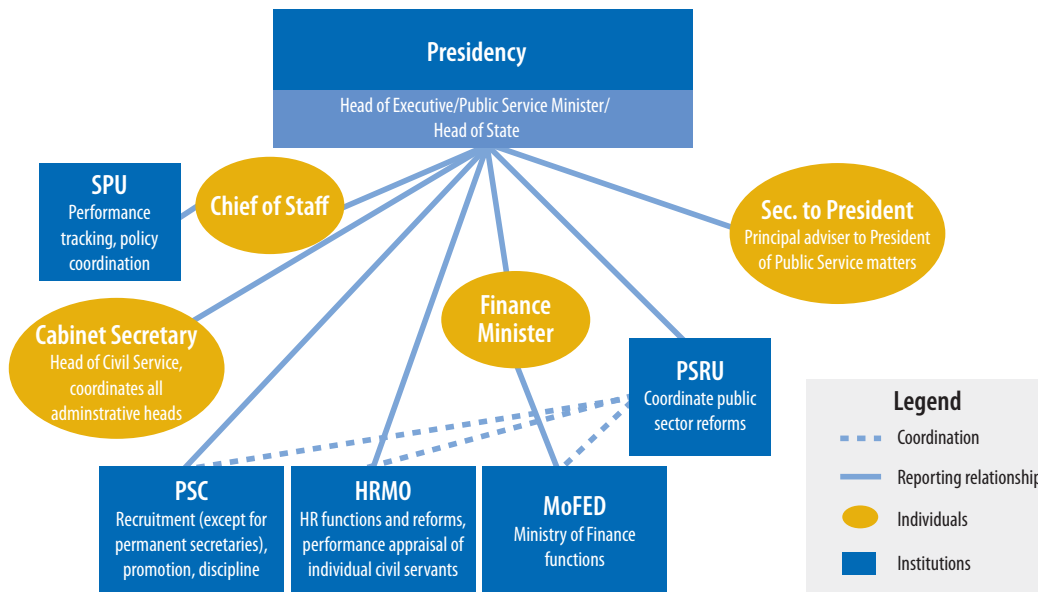 Presidency
Head of Executive/Public Service Minister/
Head of State
SPU
Performance
tracking, policy
coordination
Chief of Staff
Sec. to President
Principal adviser to President
of Public Service matters
Cabinet Secretary
Head of Civil Service,
coordinates all
adminstrative heads
Finance
Minister
PSRU
Coordinate public
sector reforms
PSC
Recruitment (except for
permanent secretaries),
promotion, discipline
HRMO
HR functions and reforms,
performance appraisal of
individual civil servants
MoFED
Ministry of Finance
functions
Legend
Coordination
Reporting relationship
Individuals
Institutions